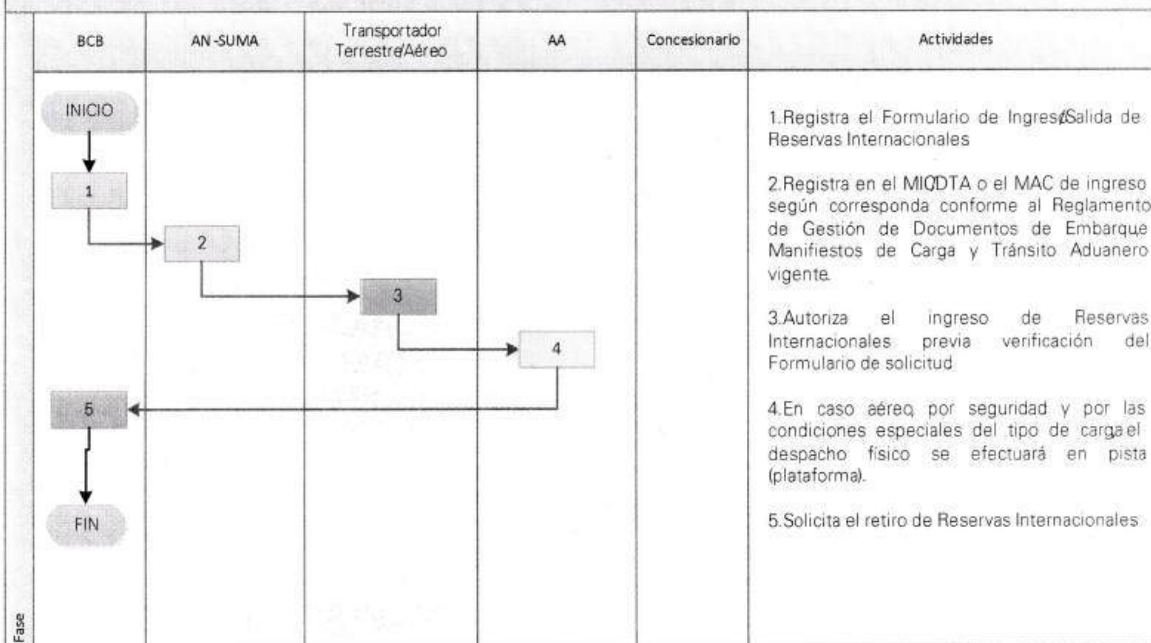 BCB
AN -SUMA
Transportador
Terrestre/Aéreo
AA
Concesionario
Actividades
INICIO
1
2
3
4
5
FIN
1.Registra el Formulario de Ingreso/Salida de
Reservas Internacionales
2.Registra en el MIC/DTA o el MAC de ingreso
según corresponda conforme al Reglamento
de Gestión de Documentos de Embarque,
Manifiestos de Carga y Tránsito Aduanero
vigente.
3.Autoriza el ingreso de Reservas
Internacionales previa verificación del
Formulario de solicitud
4.En caso aéreo, por seguridad y por las
condiciones especiales del tipo de carga, el
despacho físico se efectuará en pista
(plataforma).
5.Solicita el retiro de Reservas Internacionales
Fase